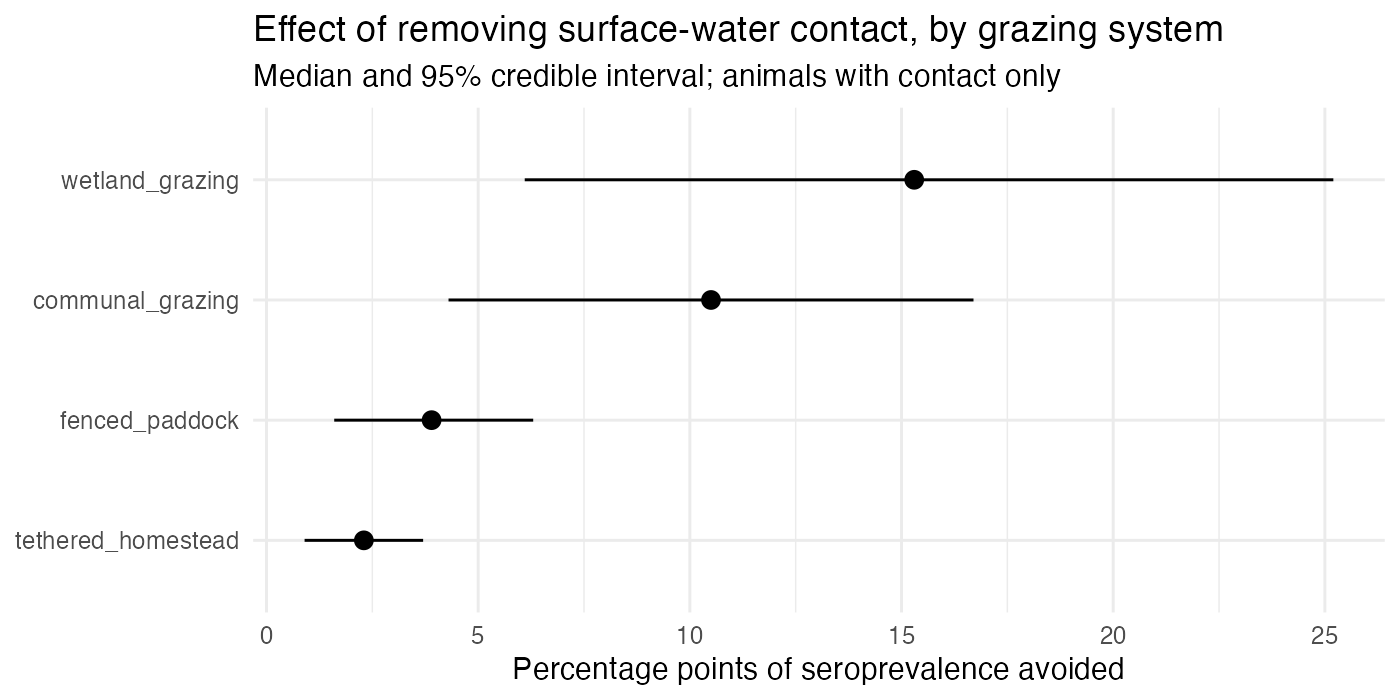 Effect of removing surface-water contact, by grazing system
Median and 95% credible interval; animals with contact only
wetland_grazing
communal_grazing
fenced_paddock
tethered_homestead
0 5 10 15 20 25
Percentage points of seroprevalence avoided